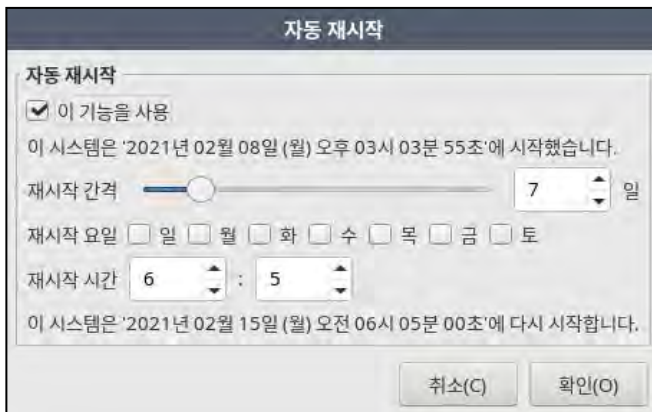 자동 재시작
자동 재시작
이 기능을 사용
이 시스템은 '2021년 02월 08일 (월) 오후 03시 03분 55초'에 시작했습니다.
재시작 간격 7 일
재시작 요일 일 월 화 수 목 금 토
재시작 시간 6 : 5
이 시스템은 '2021년 02월 15일 (월) 오전 06시 05분 00초'에 다시 시작합니다.
취소(C) 확인(O)